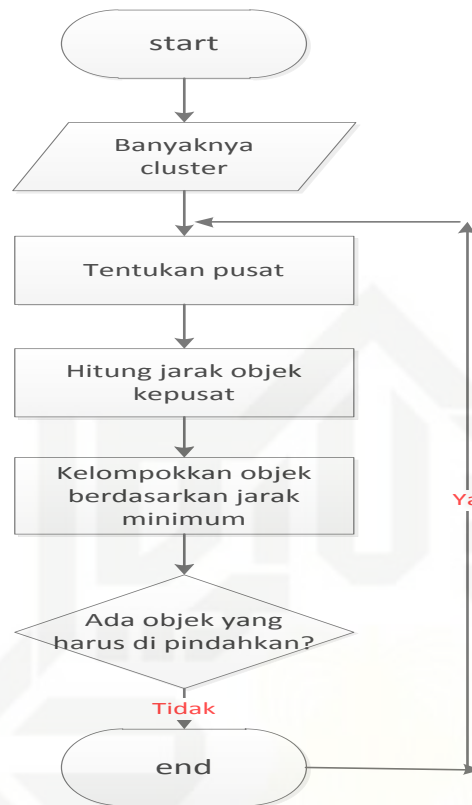 start
Banyaknya
cluster
Tentukan pusat
Hitung jarak objek
kepusat
Kelompokkan objek
berdasarkan jarak
minimum
Ya
Ada objek yang
harus di pindahkan?
Tidak
end